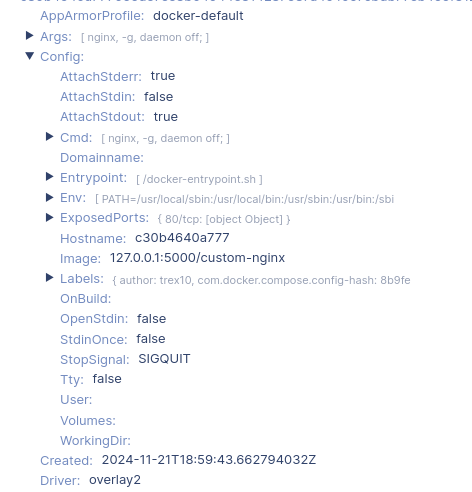 AppArmorProfile: docker-default
Args: [ nginx, -g, daemon off; ]
Config:
AttachStderr: true
AttachStdin: false
AttachStdout: true
Cmd: [ nginx, -g, daemon off; ]
Domainname:
Entrypoint: [ /docker-entrypoint.sh ]
Env: [ PATH=/usr/local/sbin:/usr/local/bin:/usr/sbin:/usr/bin:/sbi
ExposedPorts: { 80/tcp: [object Object] }
Hostname: c30b4640a777
Image: 127.0.0.1:5000/custom-nginx
Labels: { author: trex10, com.docker.compose.config-hash: 8b9fe
OnBuild:
OpenStdin: false
StdinOnce: false
StopSignal: SIGQUIT
Tty: false
User:
Volumes:
WorkingDir:
Created: 2024-11-21T18:59:43.662794032Z
Driver: overlay2